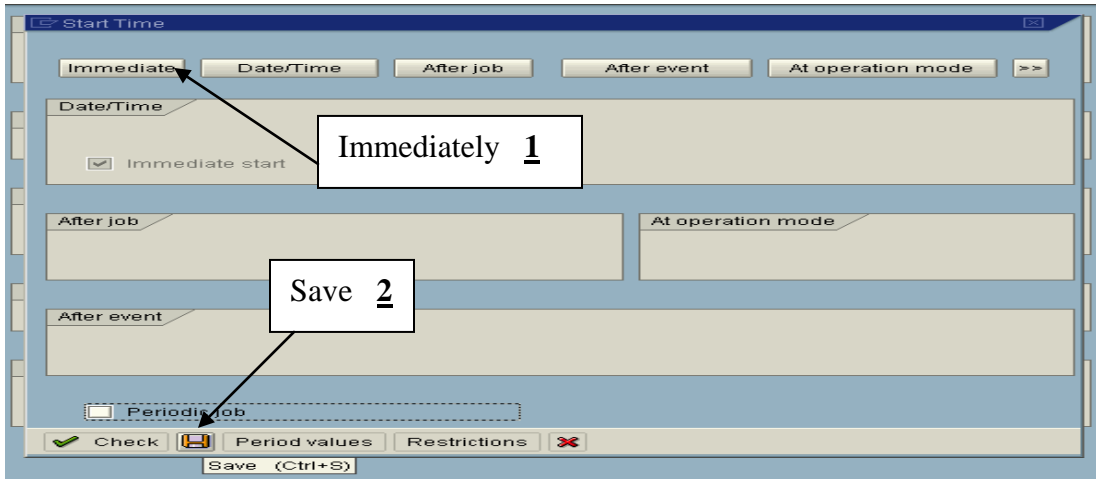 Start Time
Immediate Date/Time After job After event At operation mode >>
Date/Time
Immediately 1
Immediate start
After job At operation mode
Save 2
After event
Periodic job
Check Period values Restrictions
Save (Ctrl+S)